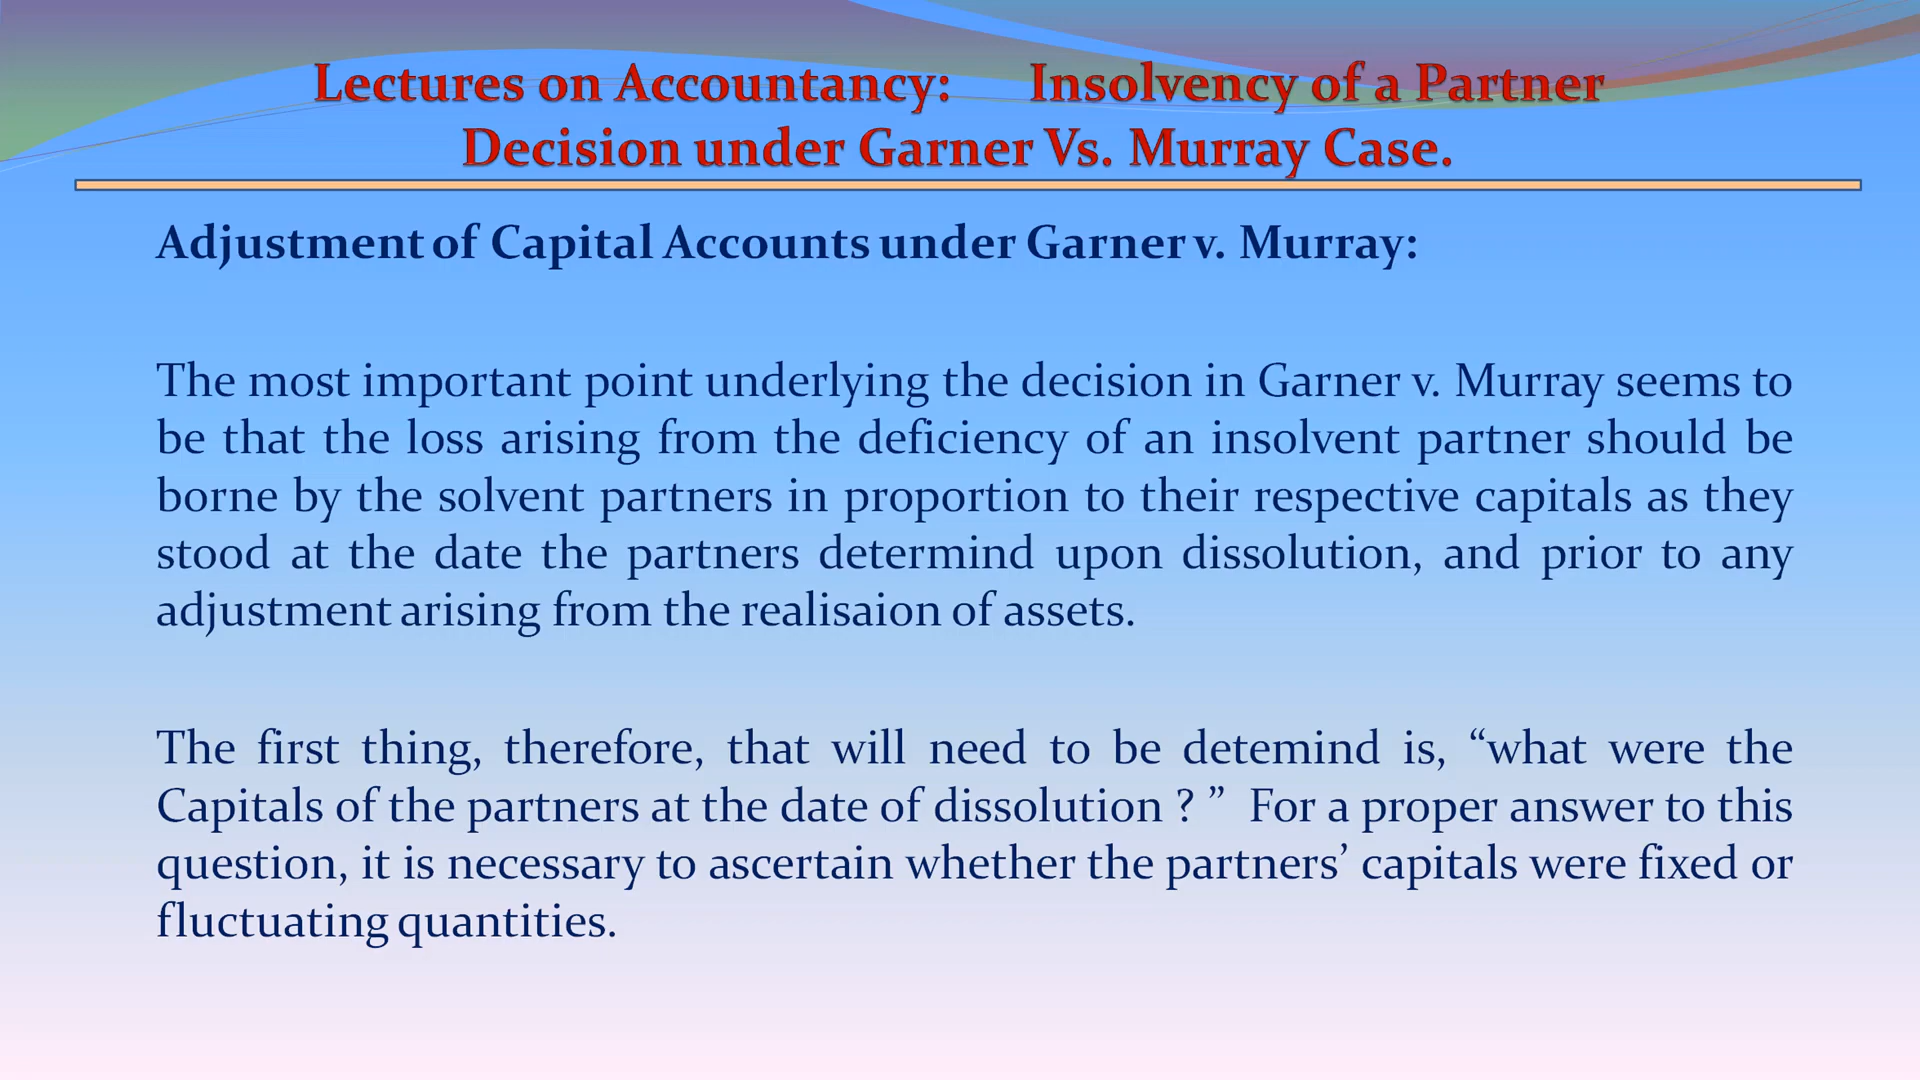 Lectures on Accountancy: Insolvency of a Partner
Decision under Garner Vs. Murray Case.
Adjustment of Capital Accounts under Garner v. Murray:
The most important point underlying the decision in Garner v. Murray seems to
be that the loss arising from the deficiency of an insolvent partner should be
borne by the solvent partners in proportion to their respective capitals as they
stood at the date the partners determind upon dissolution, and prior to any
adjustment arising from the realisaion of assets.
The first thing, therefore, that will need to be detemind is, “what were the
Capitals of the partners at the date of dissolution ? ” For a proper answer to this
question, it is necessary to ascertain whether the partners’ capitals were fixed or
fluctuating quantities.